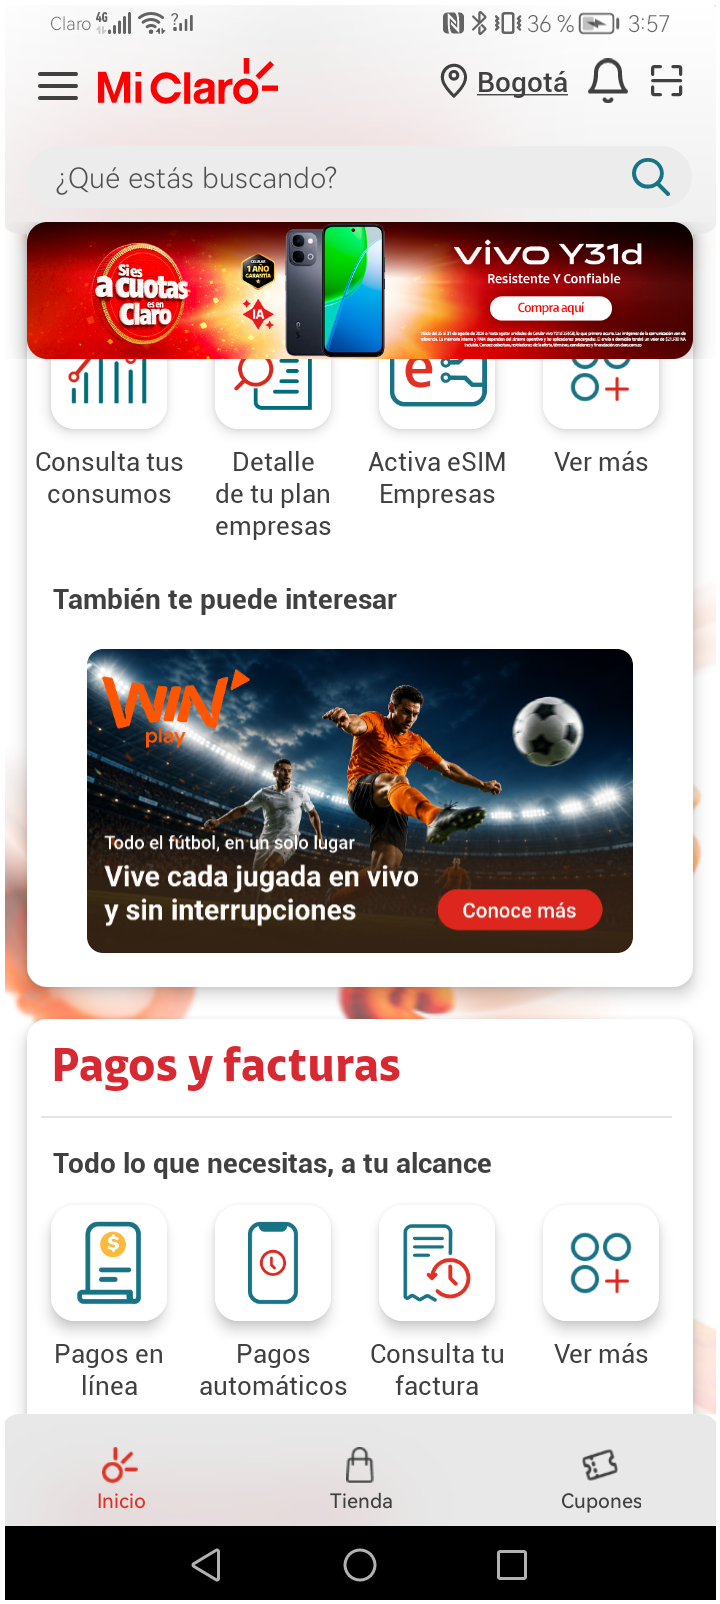 Claro 4G ? 36 % 3:57
Mi Claro
Bogotá
¿Qué estás buscando?
Si es
a cuotas
es en
Claro
1 AÑO
GARANTÍA
IA
vivo Y31d
Resistente Y Confiable
Compra aquí
Consulta tus
consumos
Detalle
de tu plan
empresas
Activa eSIM
Empresas
Ver más
También te puede interesar
WIN
play
Todo el fútbol, en un solo lugar
Vive cada jugada en vivo
y sin interrupciones
Conoce más
Pagos y facturas
Todo lo que necesitas, a tu alcance
Pagos en
línea
Pagos
automáticos
Consulta tu
factura
Ver más
Inicio
Tienda
Cupones